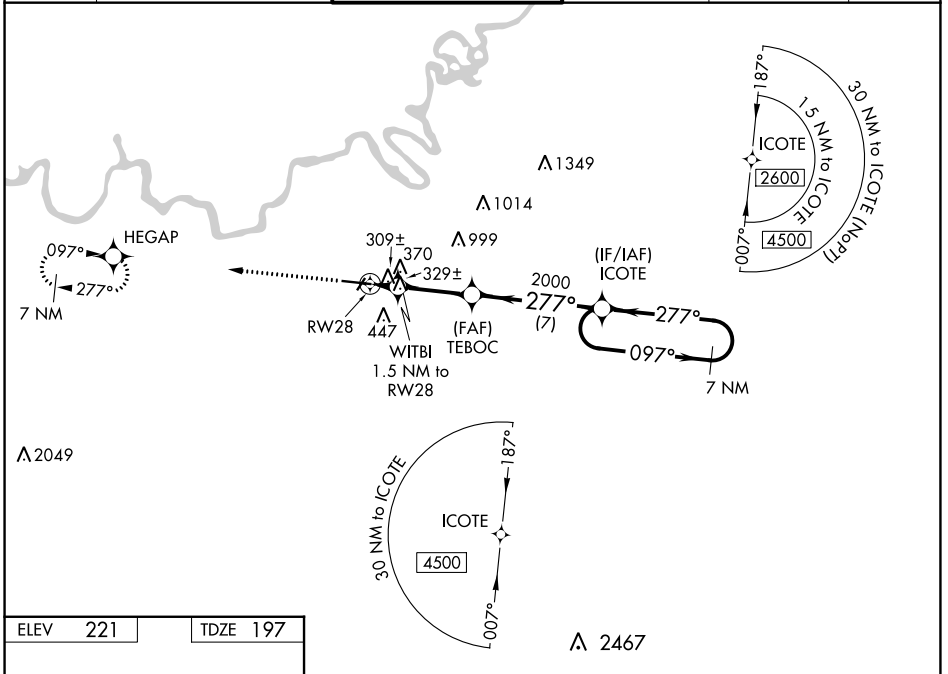 187°
30 NM to ICOTE (NoPT)
15 NM to ICOTE
ICOTE
2600
4500
007°
1349
1014
999
HEGAP
097°
277°
7 NM
309±
370
329±
(IF/IAF)
ICOTE
2000
277°
(7)
277°
097°
7 NM
RW28
447
(FAF)
TEBOC
WITBI
1.5 NM to
RW28
2049
187°
30 NM to ICOTE
ICOTE
4500
007°
ELEV 221
TDZE 197
2467